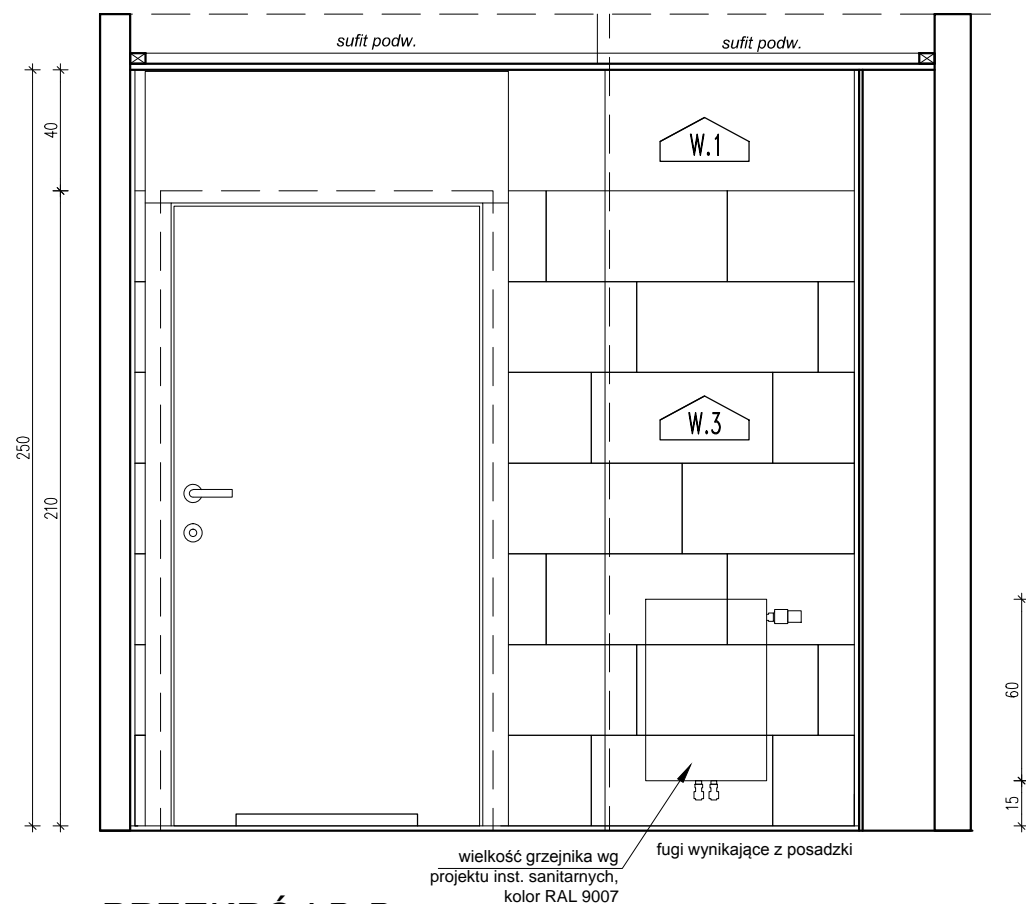 sufit podw.
sufit podw.
40
W.1
250
210
W.3
60
15
wielkość grzejnika wg
projektu inst. sanitarnych,
kolor RAL 9007
fugi wynikające z posadzki